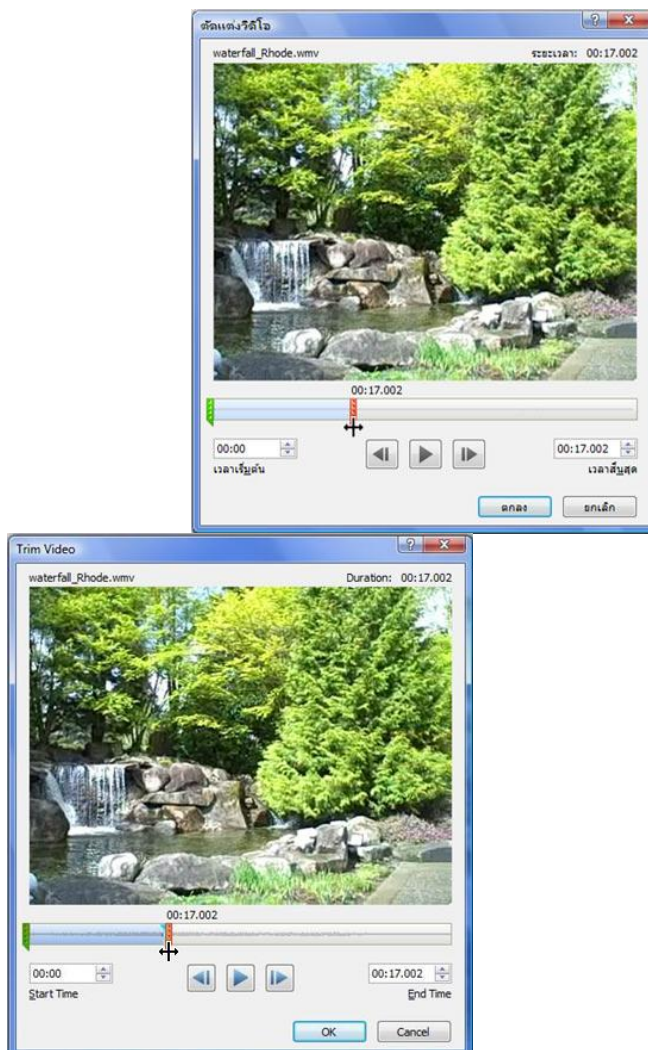 ตัดแต่งวิดีโอ
waterfall_Rhode.wmv ระยะเวลา: 00:17.002
00:17.002
00:00 00:17.002
เวลาเริ่มต้น เวลาสิ้นสุด
ตกลง ยกเลิก
Trim Video
waterfall_Rhode.wmv Duration: 00:17.002
00:17.002
00:00 00:17.002
Start Time End Time
OK Cancel